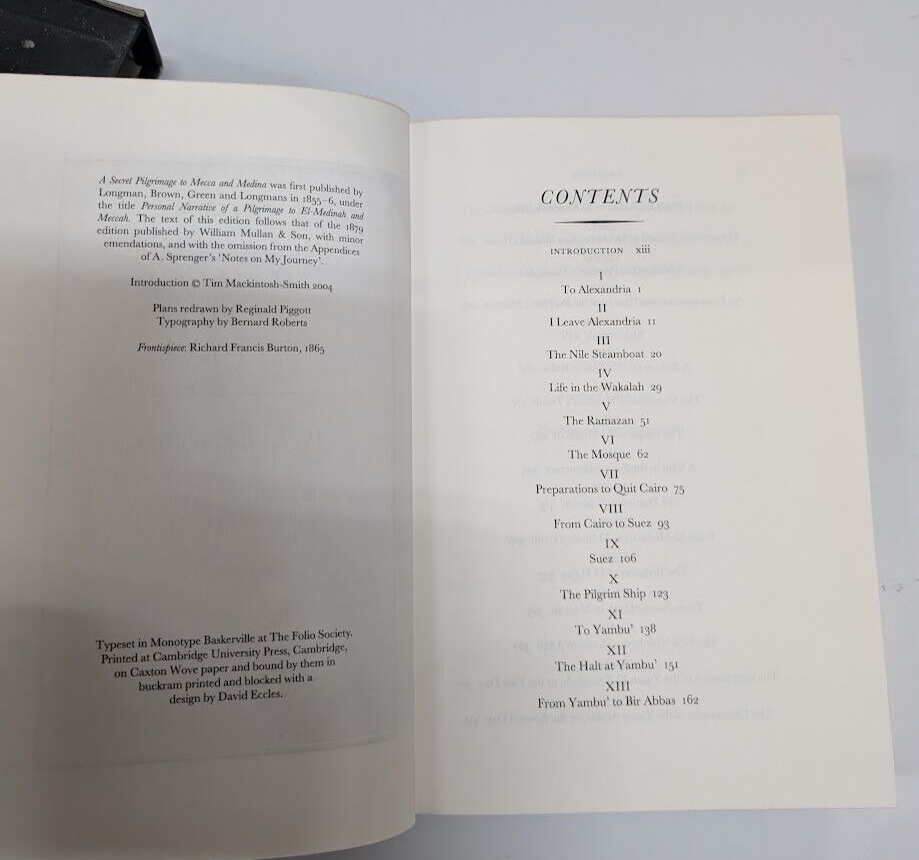 A Secret Pilgrimage to Mecca and Medina was first published by
Longman, Brown, Green and Longmans in 1855–6, under
the title Personal Narrative of a Pilgrimage to El-Medinah and
Meccah. The text of this edition follows that of the 1879
edition published by William Mullan & Son, with minor
emendations, and with the omission from the Appendices
of A. Sprenger's 'Notes on My Journey'.
Introduction © Tim Mackintosh-Smith 2004
Plans redrawn by Reginald Piggott
Typography by Bernard Roberts
Frontispiece: Richard Francis Burton, 1865
Typeset in Monotype Baskerville at The Folio Society.
Printed at Cambridge University Press, Cambridge,
on Caxton Wove paper and bound by them in
buckram printed and blocked with a
design by David Eccles.
CONTENTS
INTRODUCTION xiii
I
To Alexandria 1
II
I Leave Alexandria 11
III
The Nile Steamboat 20
IV
Life in the Wakalah 29
V
The Ramazan 51
VI
The Mosque 62
VII
Preparations to Quit Cairo 75
VIII
From Cairo to Suez 93
IX
Suez 106
X
The Pilgrim Ship 123
XI
To Yambu' 138
XII
The Halt at Yambu' 151
XIII
From Yambu' to Bir Abbas 162